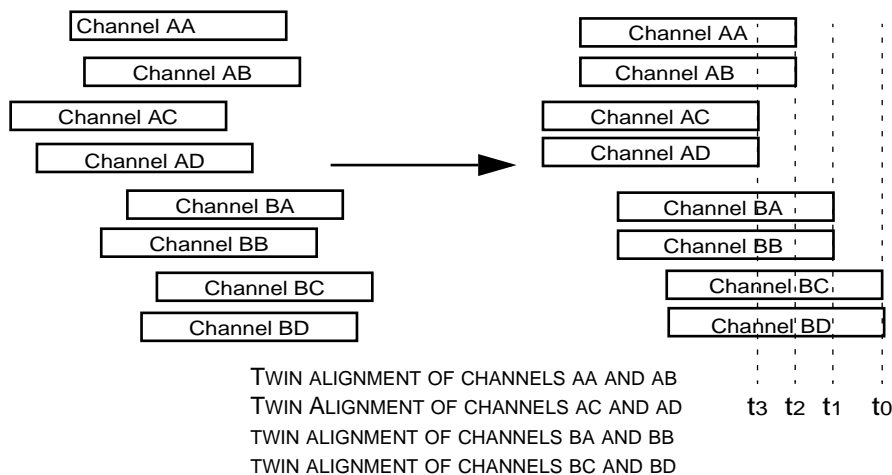 Channel AA
Channel AB
Channel AC
Channel AD
Channel BA
Channel BB
Channel BC
Channel BD
Channel AA
Channel AB
Channel AC
Channel AD
Channel BA
Channel BB
Channel BC
Channel BD
t3 t2 t1 t0
TWIN ALIGNMENT OF CHANNELS AA AND AB
TWIN ALIGNMENT OF CHANNELS AC AND AD
TWIN ALIGNMENT OF CHANNELS BA AND BB
TWIN ALIGNMENT OF CHANNELS BC AND BD